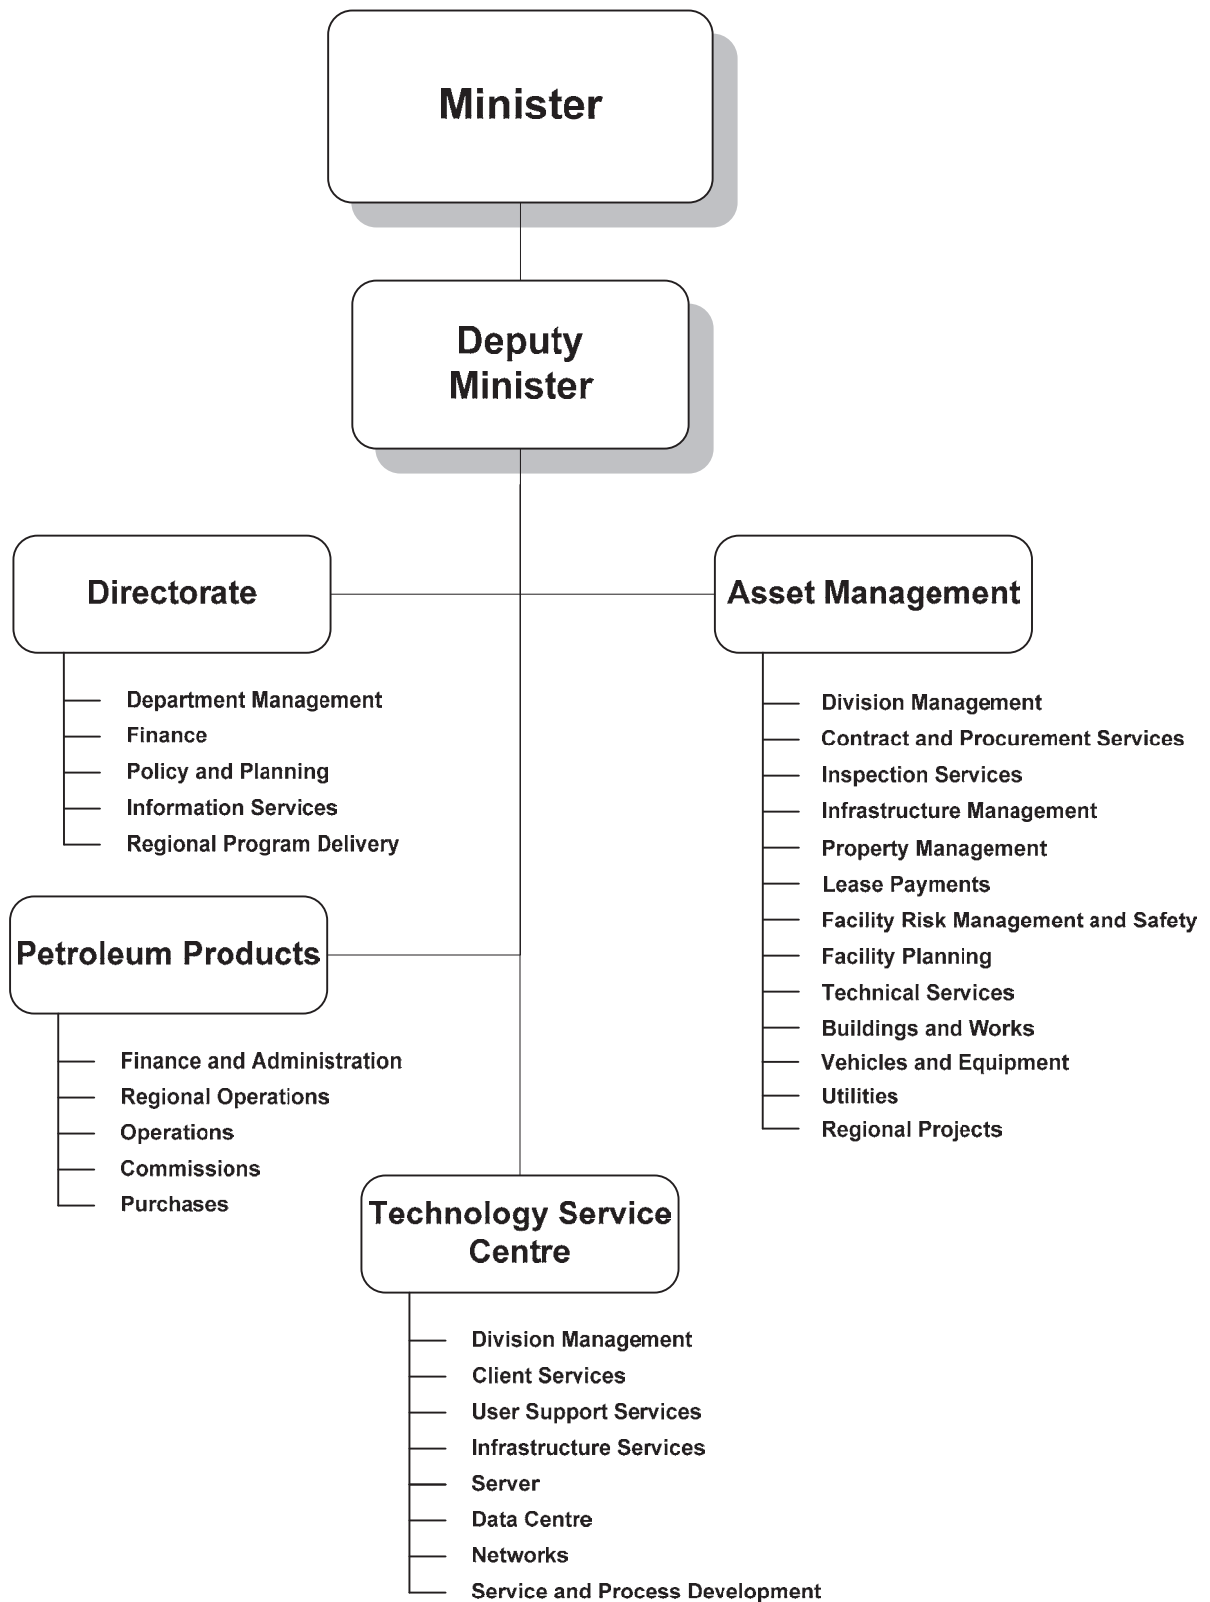 Minister
Deputy
Minister
Directorate
Department Management
Finance
Policy and Planning
Information Services
Regional Program Delivery
Asset Management
Division Management
Contract and Procurement Services
Inspection Services
Infrastructure Management
Property Management
Lease Payments
Facility Risk Management and Safety
Facility Planning
Technical Services
Buildings and Works
Vehicles and Equipment
Utilities
Regional Projects
Petroleum Products
Finance and Administration
Regional Operations
Operations
Commissions
Purchases
Technology Service
Centre
Division Management
Client Services
User Support Services
Infrastructure Services
Server
Data Centre
Networks
Service and Process Development